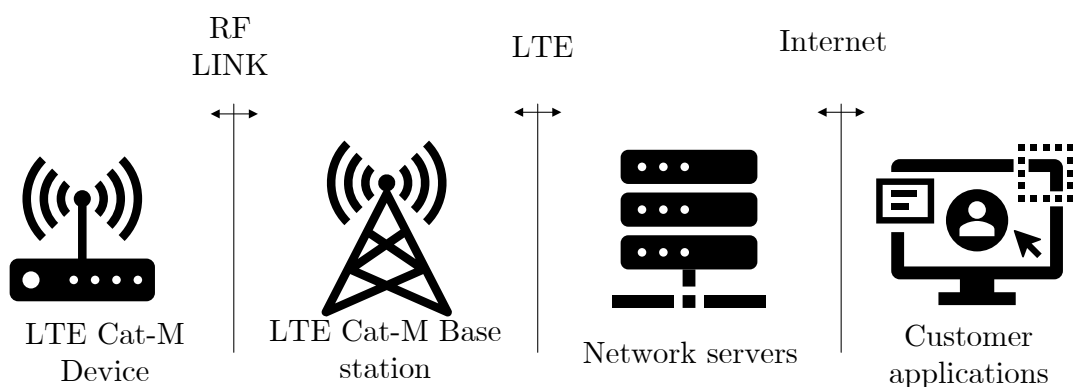 RF
LINK
LTE
Internet
LTE Cat-M
Device
LTE Cat-M Base
station
Network servers
Customer
applications